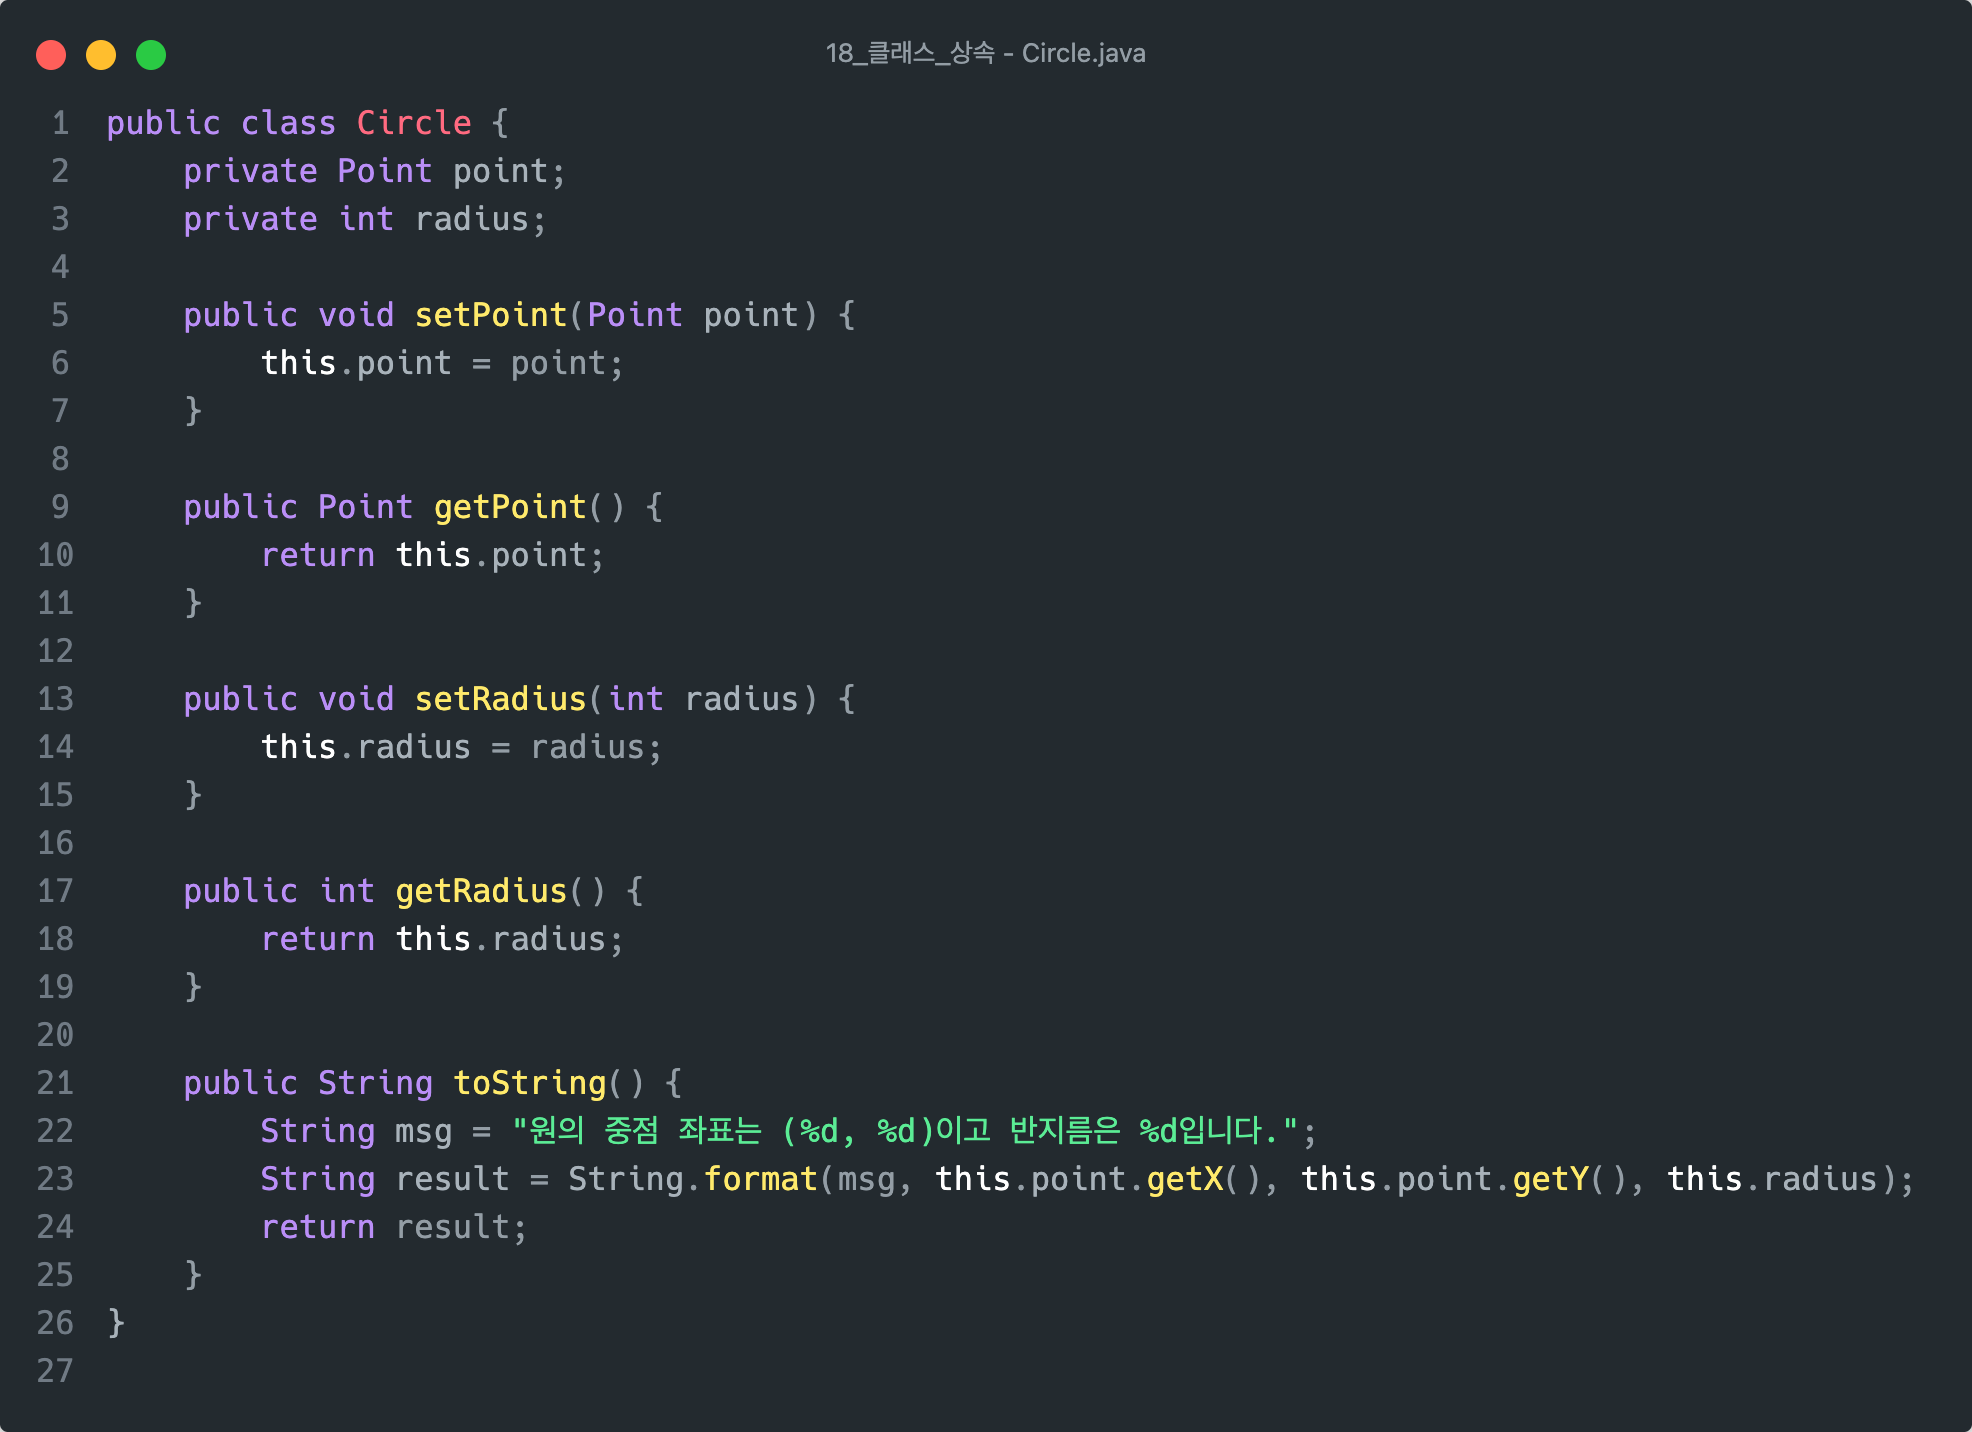 18_클래스_상속 - Circle.java
1 public class Circle {
2     private Point point;
3     private int radius;
4
5     public void setPoint(Point point) {
6         this.point = point;
7     }
8
9     public Point getPoint() {
10         return this.point;
11     }
12
13     public void setRadius(int radius) {
14         this.radius = radius;
15     }
16
17     public int getRadius() {
18         return this.radius;
19     }
20
21     public String toString() {
22         String msg = "원의 중점 좌표는 (%d, %d)이고 반지름은 %d입니다.";
23         String result = String.format(msg, this.point.getX(), this.point.getY(), this.radius);
24         return result;
25     }
26 }
27